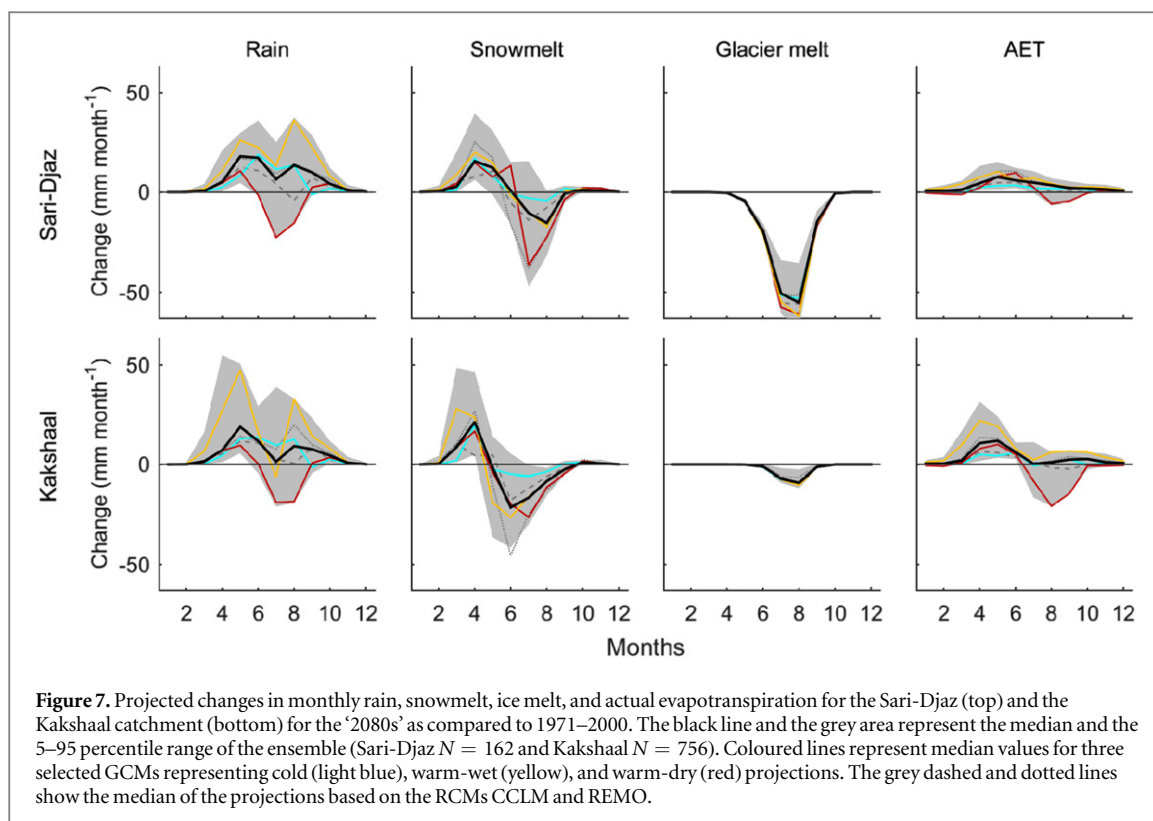 Rain Snowmelt Glacier melt AET
Sari-Djaz
Change (mm month⁻¹)
50
0
-50
Kakshaal
Change (mm month⁻¹)
50
0
-50
2 4 6 8 10 12 2 4 6 8 10 12 2 4 6 8 10 12 2 4 6 8 10 12
Months
Figure 7. Projected changes in monthly rain, snowmelt, ice melt, and actual evapotranspiration for the Sari-Djaz (top) and the
Kakshaal catchment (bottom) for the ‘2080s’ as compared to 1971–2000. The black line and the grey area represent the median and the
5–95 percentile range of the ensemble (Sari-Djaz N = 162 and Kakshaal N = 756). Coloured lines represent median values for three
selected GCMs representing cold (light blue), warm-wet (yellow), and warm-dry (red) projections. The grey dashed and dotted lines
show the median of the projections based on the RCMs CCLM and REMO.